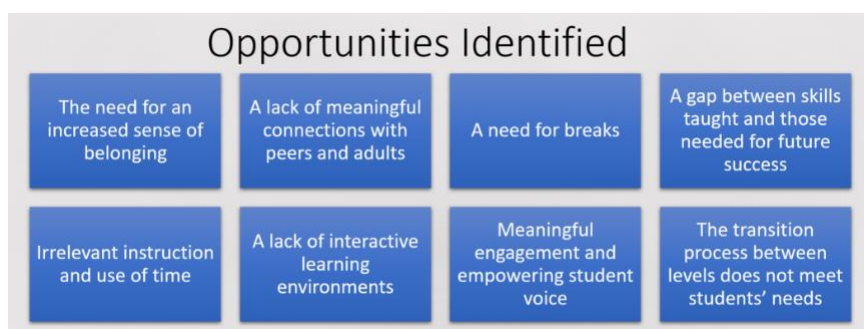 Opportunities Identified
The need for an
increased sense of
belonging
A lack of meaningful
connections with
peers and adults
A need for breaks
A gap between skills
taught and those
needed for future
success
Irrelevant instruction
and use of time
A lack of interactive
learning
environments
Meaningful
engagement and
empowering student
voice
The transition
process between
levels does not meet
students’ needs